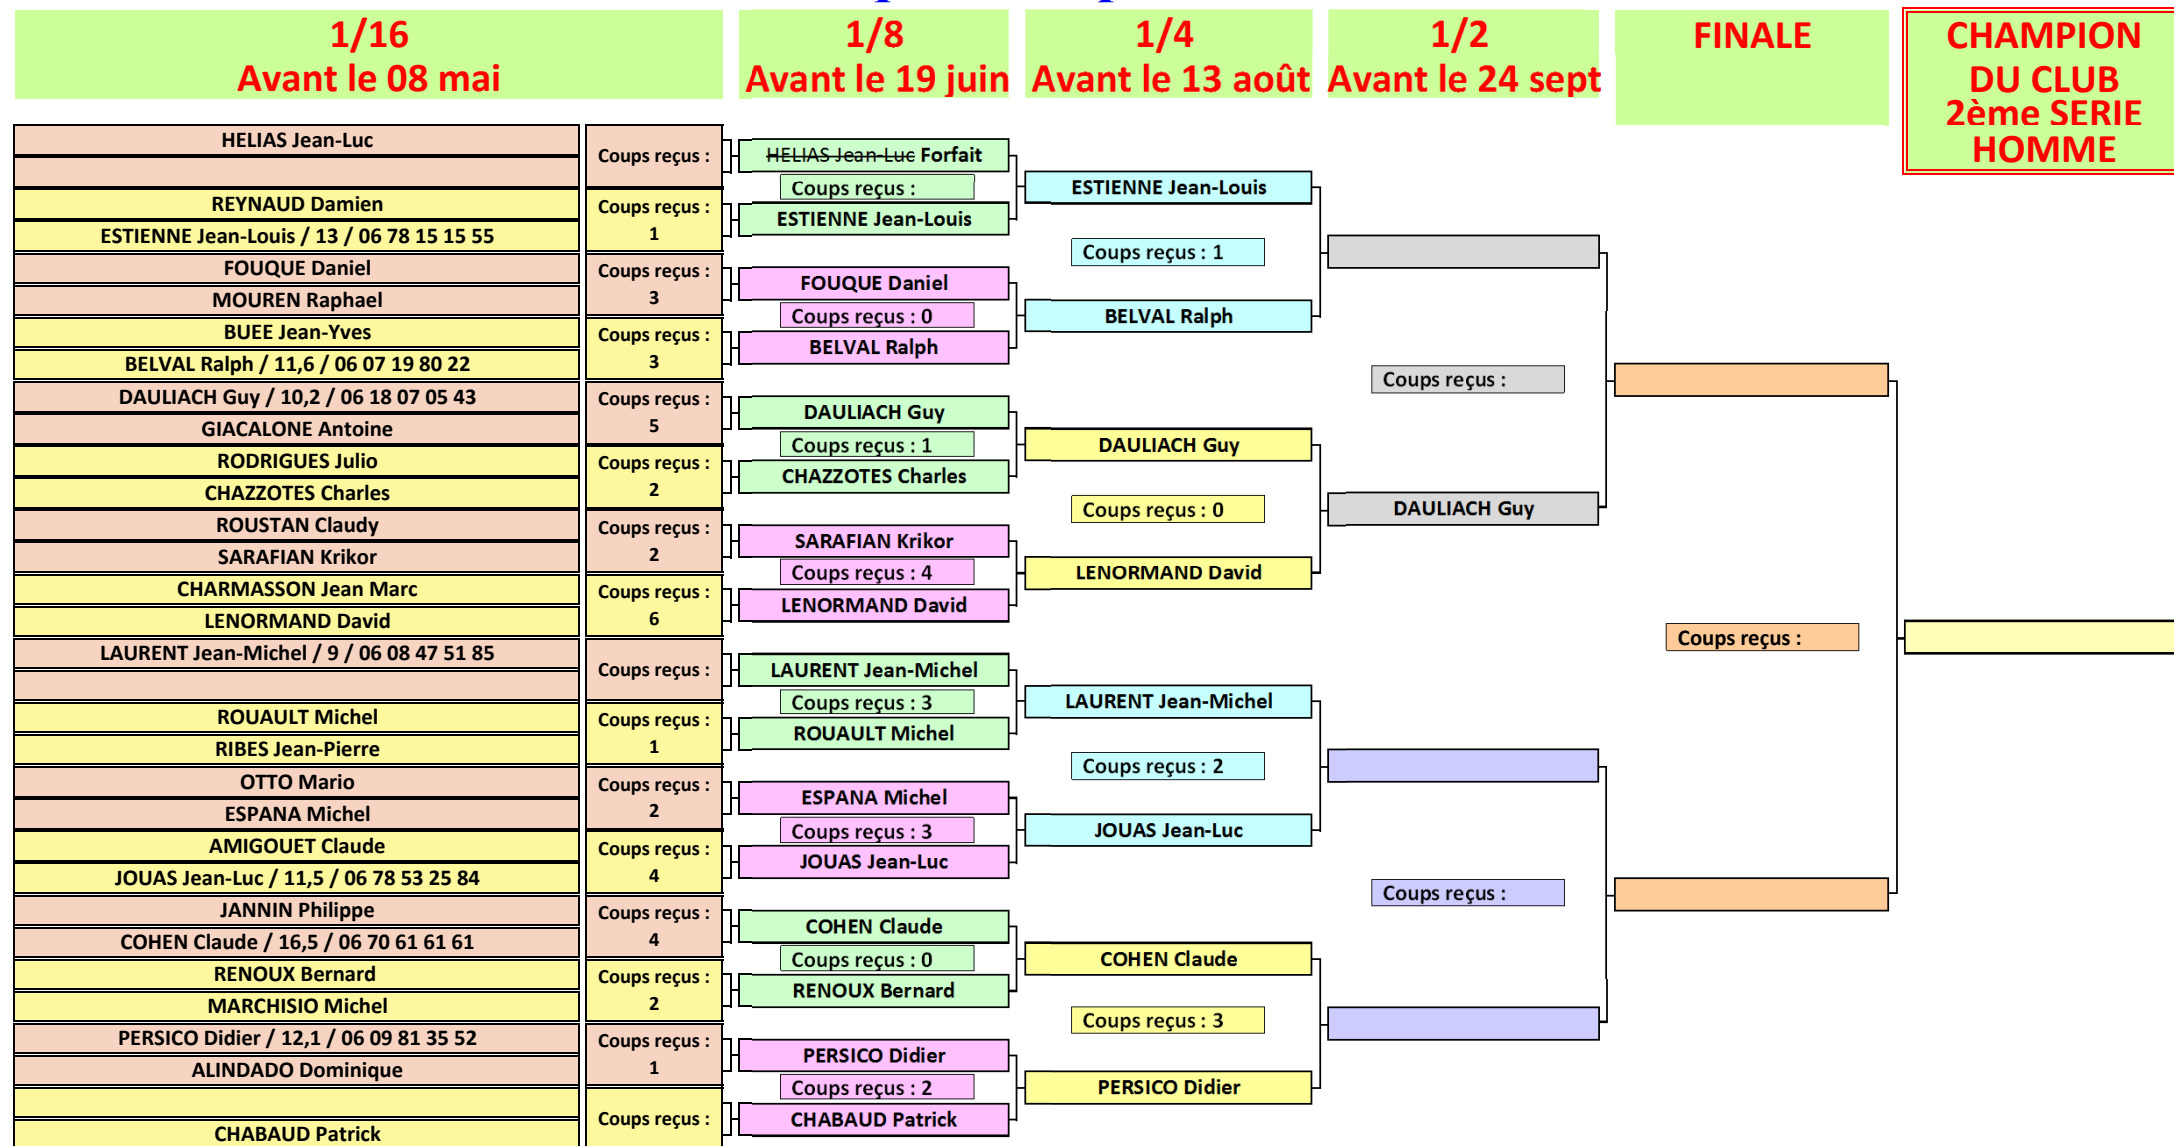 1/16
Avant le 08 mai
1/8
Avant le 19 juin
1/4
Avant le 13 août
1/2
Avant le 24 sept
FINALE
CHAMPION
DU CLUB
2ème SERIE
HOMME
HELIAS Jean-Luc
Coups reçus :
REYNAUD Damien
ESTIENNE Jean-Louis / 13 / 06 78 15 15 55
Coups reçus :
1
FOUQUE Daniel
MOUREN Raphael
Coups reçus :
3
BUEE Jean-Yves
BELVAL Ralph / 11,6 / 06 07 19 80 22
Coups reçus :
3
DAULIACH Guy / 10,2 / 06 18 07 05 43
GIACALONE Antoine
Coups reçus :
5
RODRIGUES Julio
CHAZZOTES Charles
Coups reçus :
2
ROUSTAN Claudy
SARAFIAN Krikor
Coups reçus :
2
CHARMASSON Jean Marc
LENORMAND David
Coups reçus :
6
LAURENT Jean-Michel / 9 / 06 08 47 51 85
Coups reçus :
ROUAULT Michel
RIBES Jean-Pierre
Coups reçus :
1
OTTO Mario
ESPANA Michel
Coups reçus :
2
AMIGOUET Claude
JOUAS Jean-Luc / 11,5 / 06 78 53 25 84
Coups reçus :
4
JANNIN Philippe
COHEN Claude / 16,5 / 06 70 61 61 61
Coups reçus :
4
RENOUX Bernard
MARCHISIO Michel
Coups reçus :
2
PERSICO Didier / 12,1 / 06 09 81 35 52
ALINDADO Dominique
Coups reçus :
1
CHABAUD Patrick
Coups reçus :
HELIAS Jean-Luc Forfait
Coups reçus :
ESTIENNE Jean-Louis
FOUQUE Daniel
Coups reçus : 0
BELVAL Ralph
DAULIACH Guy
Coups reçus : 1
CHAZZOTES Charles
SARAFIAN Krikor
Coups reçus : 4
LENORMAND David
LAURENT Jean-Michel
Coups reçus : 3
ROUAULT Michel
ESPANA Michel
Coups reçus : 3
JOUAS Jean-Luc
COHEN Claude
Coups reçus : 0
RENOUX Bernard
PERSICO Didier
Coups reçus : 2
CHABAUD Patrick
ESTIENNE Jean-Louis
Coups reçus : 1
BELVAL Ralph
DAULIACH Guy
Coups reçus : 0
LENORMAND David
LAURENT Jean-Michel
Coups reçus : 2
JOUAS Jean-Luc
COHEN Claude
Coups reçus : 3
PERSICO Didier
Coups reçus :
DAULIACH Guy
Coups reçus :
Coups reçus :